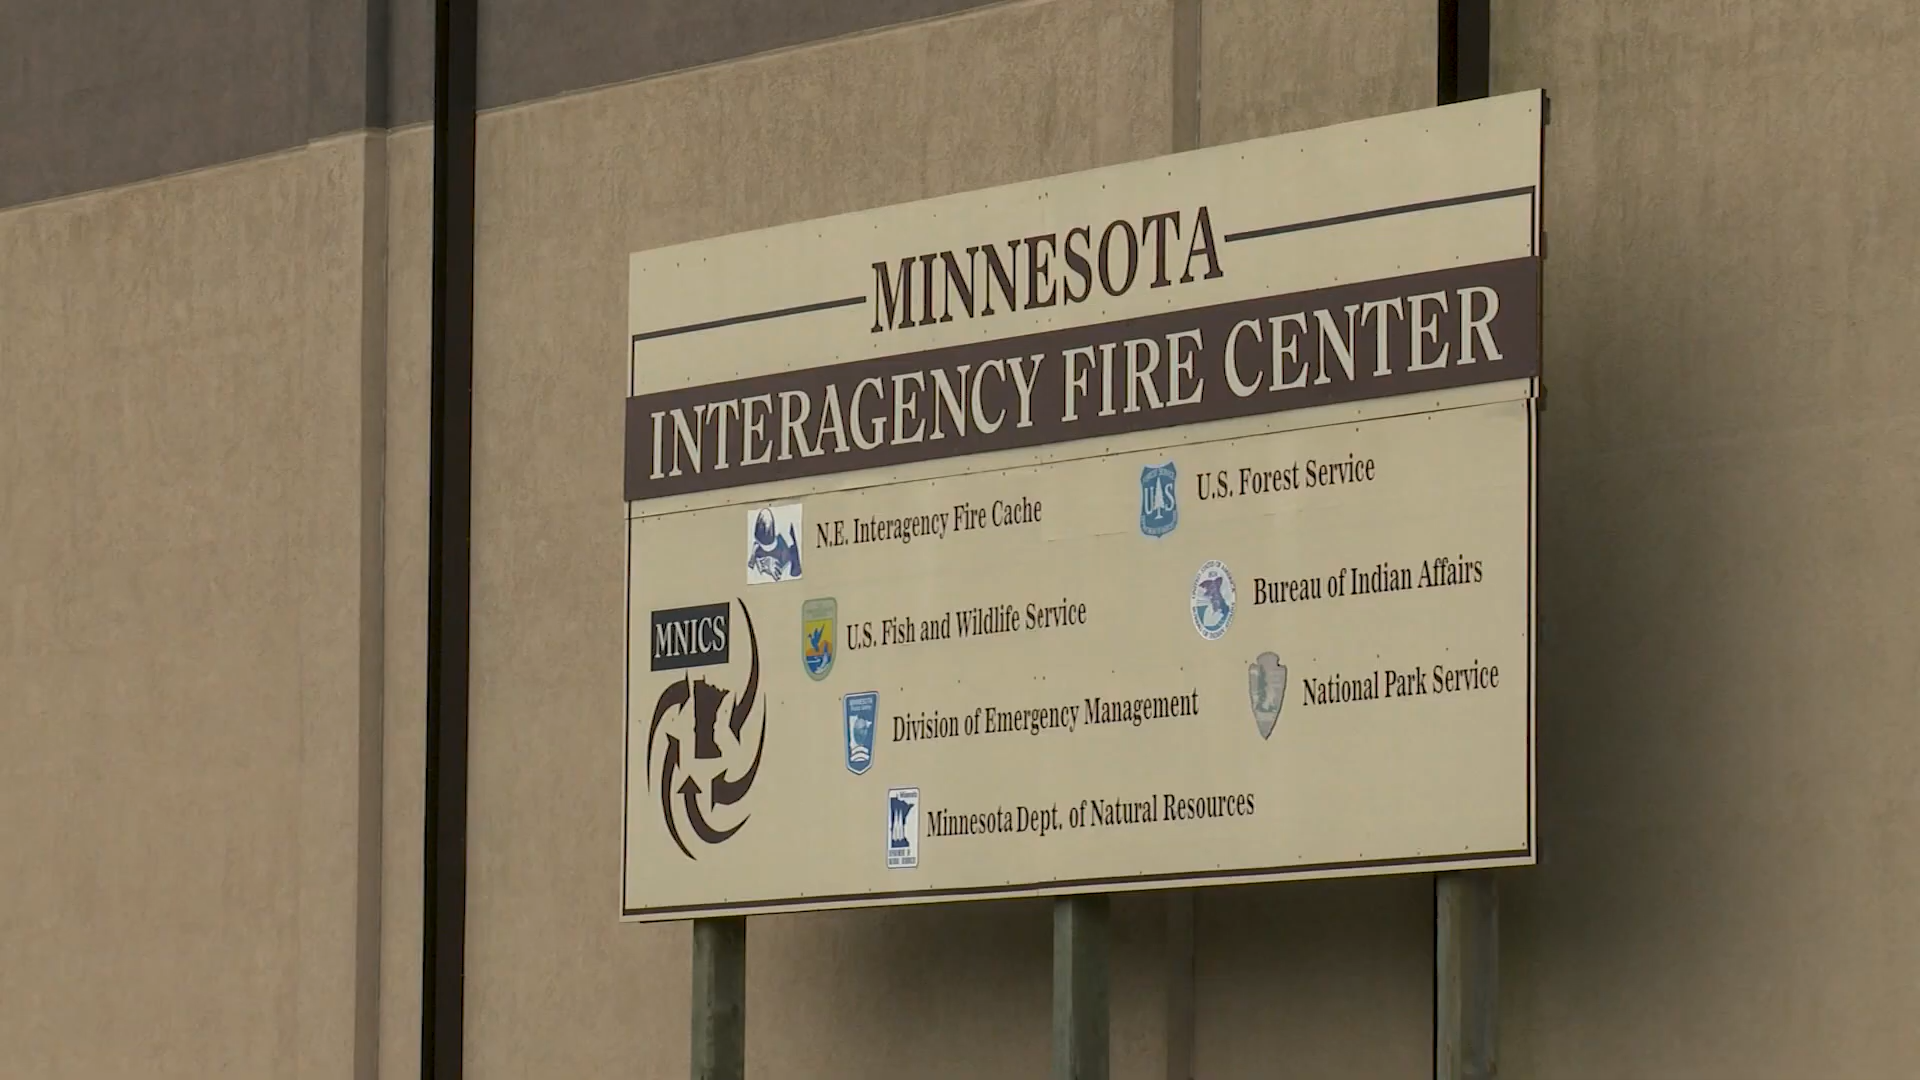 MINNESOTA
INTERAGENCY FIRE CENTER
N.E. Interagency Fire Cache
U.S. Forest Service
U S
Bureau of Indian Affairs
MNICS
U.S. Fish and Wildlife Service
National Park Service
Division of Emergency Management
MINNESOTA
Minnesota Dept. of Natural Resources